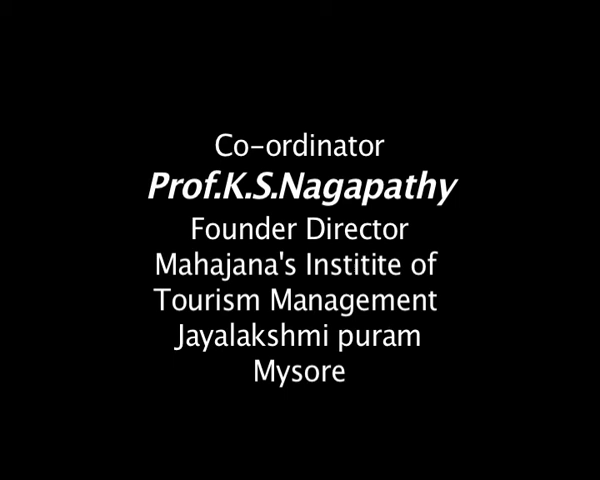 Co-ordinator
Prof.K.S.Nagapathy
Founder Director
Mahajana's Institite of
Tourism Management
Jayalakshmi puram
Mysore